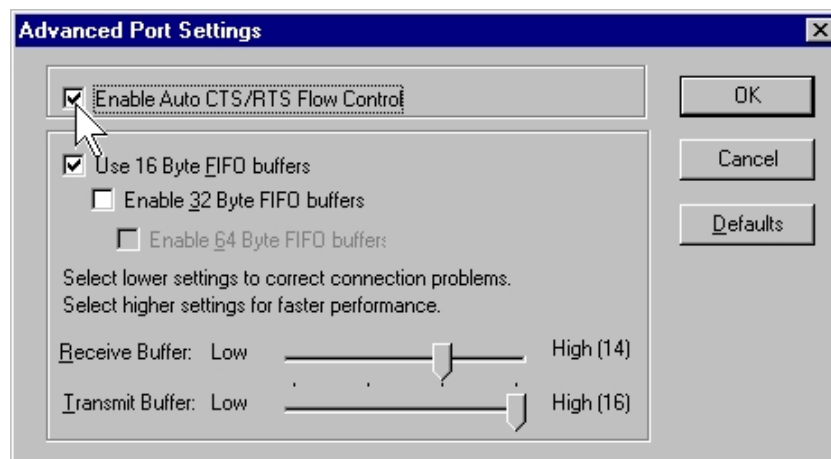 Advanced Port Settings
Enable Auto CTS/RTS Flow Control
OK
Use 16 Byte FIFO buffers
Cancel
Enable 32 Byte FIFO buffers
Defaults
Enable 64 Byte FIFO buffers
Select lower settings to correct connection problems.
Select higher settings for faster performance.
Receive Buffer: Low High (14)
Transmit Buffer: Low High (16)